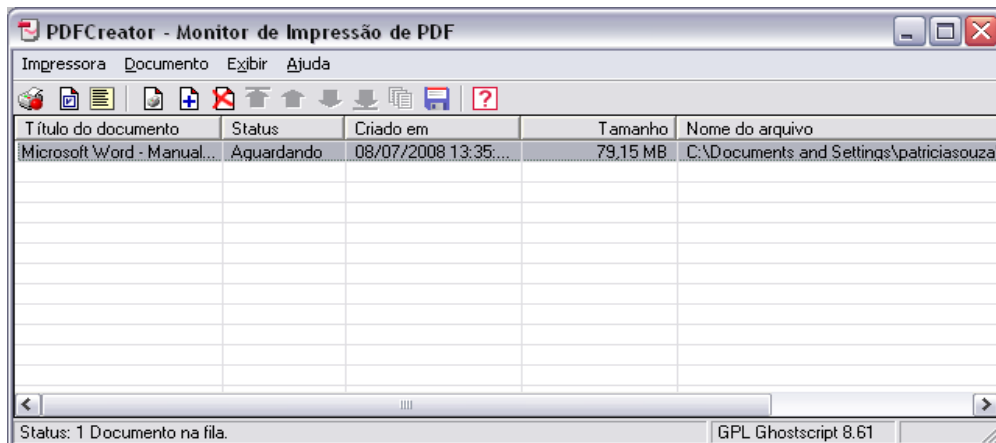 PDFCreator - Monitor de Impressão de PDF
Impressora Documento Exibir Ajuda
Título do documento Status Criado em Tamanho Nome do arquivo
Microsoft Word - Manual... Aguardando 08/07/2008 13:35:... 79,15 MB C:\Documents and Settings\patriciasouza
Status: 1 Documento na fila. GPL Ghostscript 8.61